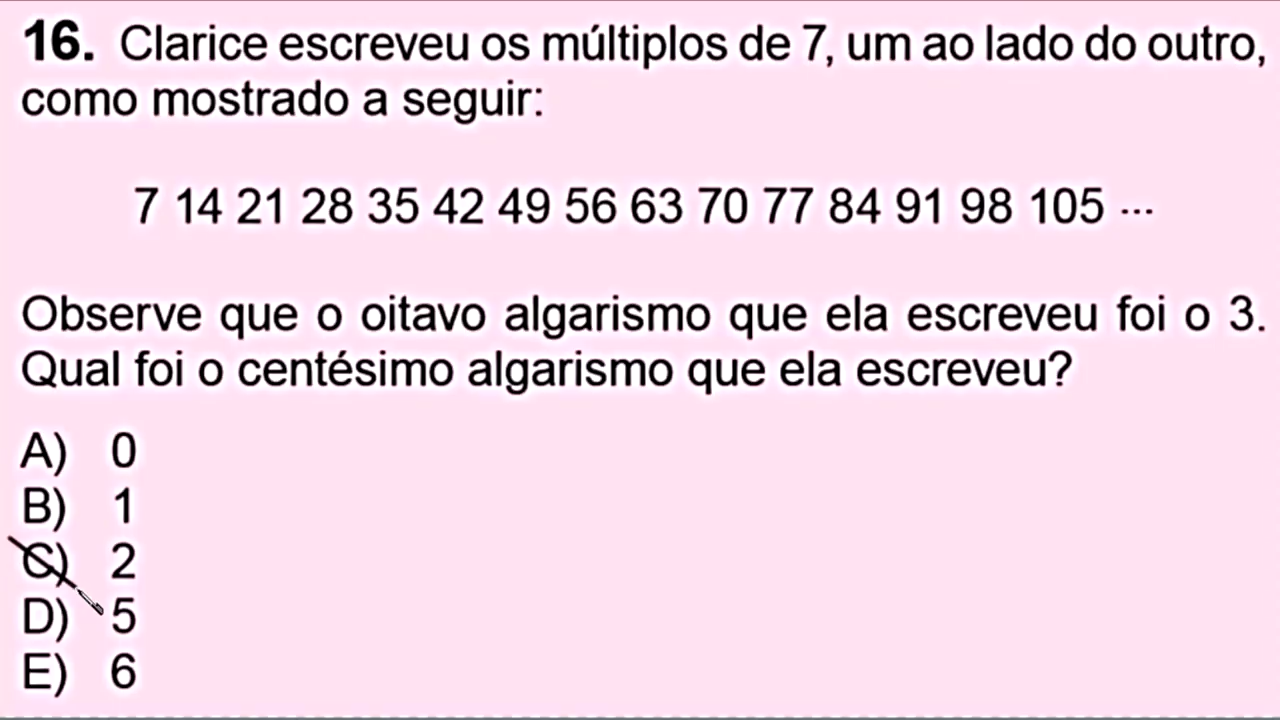 16. Clarice escreveu os múltiplos de 7, um ao lado do outro,
como mostrado a seguir:
7 14 21 28 35 42 49 56 63 70 77 84 91 98 105 ...
Observe que o oitavo algarismo que ela escreveu foi o 3.
Qual foi o centésimo algarismo que ela escreveu?
A) 0
B) 1
C) 2
D) 5
E) 6